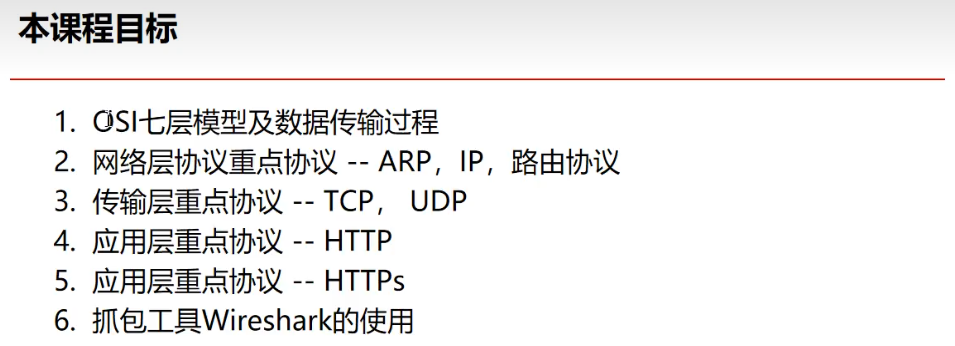 本课程目标
1. OSI七层模型及数据传输过程
2. 网络层协议重点协议 -- ARP，IP，路由协议
3. 传输层重点协议 -- TCP， UDP
4. 应用层重点协议 -- HTTP
5. 应用层重点协议 -- HTTPs
6. 抓包工具Wireshark的使用